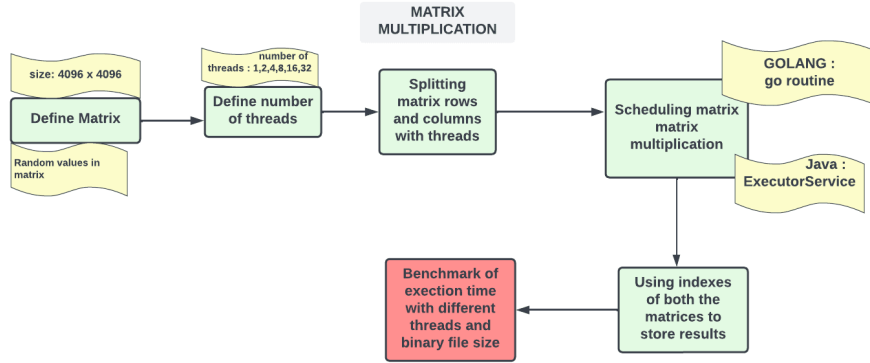 MATRIX
MULTIPLICATION
size: 4096 x 4096
Define Matrix
Random values in
matrix
number of
threads : 1,2,4,8,16,32
Define number
of threads
Splitting
matrix rows
and columns
with threads
Scheduling matrix
matrix
multiplication
GOLANG :
go routine
Java :
ExecutorService
Using indexes
of both the
matrices to
store results
Benchmark of
exection time
with different
threads and
binary file size